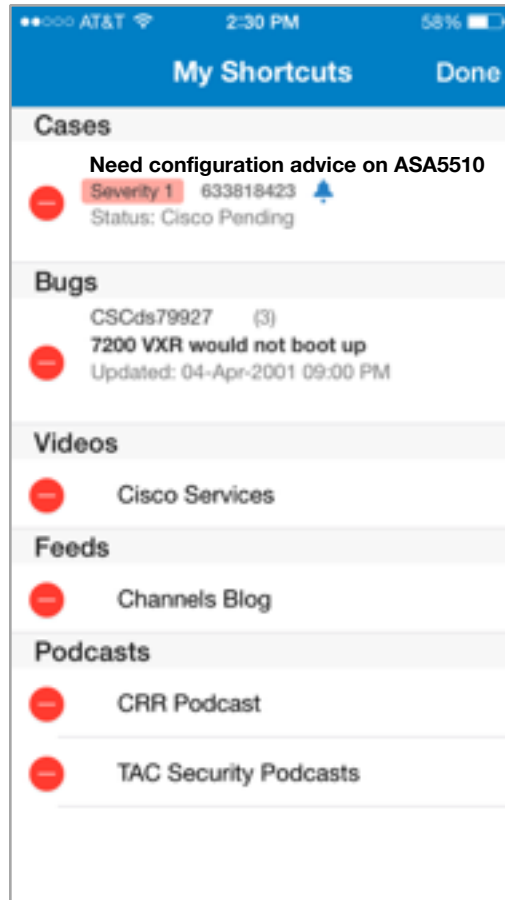 AT&T 2:30 PM 58%
My Shortcuts Done
Cases
Need configuration advice on ASA5510
Severity 1 633818423
Status: Cisco Pending
Bugs
CSCds79927 (3)
7200 VXR would not boot up
Updated: 04-Apr-2001 09:00 PM
Videos
Cisco Services
Feeds
Channels Blog
Podcasts
CRR Podcast
TAC Security Podcasts